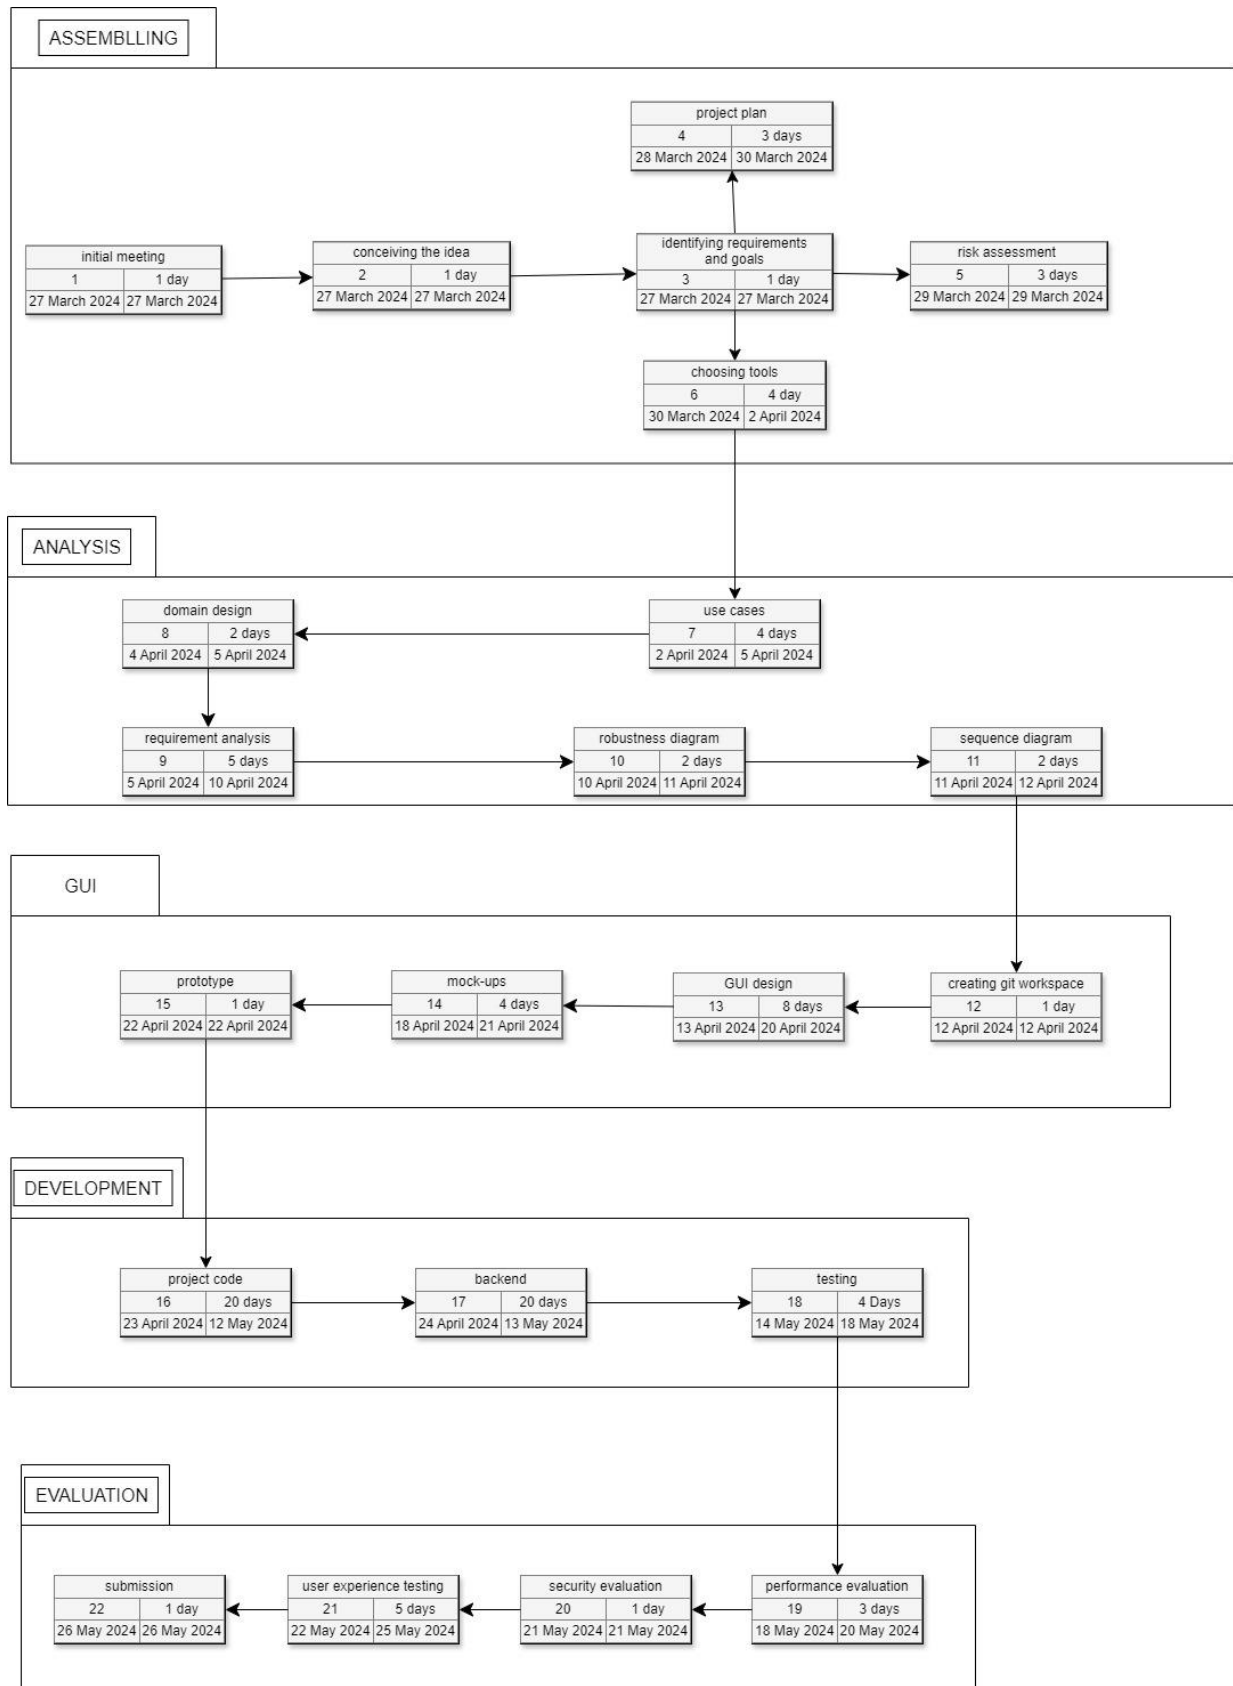 ASSEMBLLING
project plan
4 3 days
28 March 2024 30 March 2024
initial meeting
1 1 day
27 March 2024 27 March 2024
conceiving the idea
2 1 day
27 March 2024 27 March 2024
identifying requirements
and goals
3 1 day
27 March 2024 27 March 2024
risk assessment
5 3 days
29 March 2024 29 March 2024
choosing tools
6 4 day
30 March 2024 2 April 2024
ANALYSIS
domain design
8 2 days
4 April 2024 5 April 2024
use cases
7 4 days
2 April 2024 5 April 2024
requirement analysis
9 5 days
5 April 2024 10 April 2024
robustness diagram
10 2 days
10 April 2024 11 April 2024
sequence diagram
11 2 days
11 April 2024 12 April 2024
GUI
prototype
15 1 day
22 April 2024 22 April 2024
mock-ups
14 4 days
18 April 2024 21 April 2024
GUI design
13 8 days
13 April 2024 20 April 2024
creating git workspace
12 1 day
12 April 2024 12 April 2024
DEVELOPMENT
project code
16 20 days
23 April 2024 12 May 2024
backend
17 20 days
24 April 2024 13 May 2024
testing
18 4 Days
14 May 2024 18 May 2024
EVALUATION
submission
22 1 day
26 May 2024 26 May 2024
user experience testing
21 5 days
22 May 2024 25 May 2024
security evaluation
20 1 day
21 May 2024 21 May 2024
performance evaluation
19 3 days
18 May 2024 20 May 2024